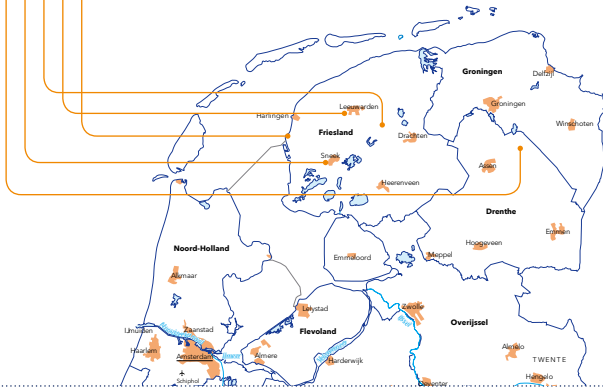 Groningen
Delfzijl
Groningen
Leeuwarden
Harlingen
Winschoten
Friesland
Drachten
Sneek
Assen
Heerenveen
Drenthe
Emmen
Noord-Holland
Hoogeveen
Emmeloord
Meppel
Alkmaar
Lelystad
Zwolle
Overijssel
IJmuiden
Zaanstad
Flevoland
Haarlem
Amsterdam
Almere
Harderwijk
Almelo
TWENTE
Schiphol
Hengelo
Deventer